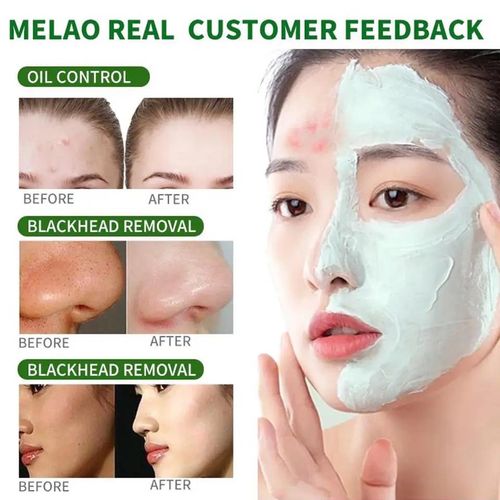 MELAO REAL CUSTOMER FEEDBACK
OIL CONTROL
BEFORE AFTER
BLACKHEAD REMOVAL
BEFORE AFTER
BLACKHEAD REMOVAL
BEFORE AFTER